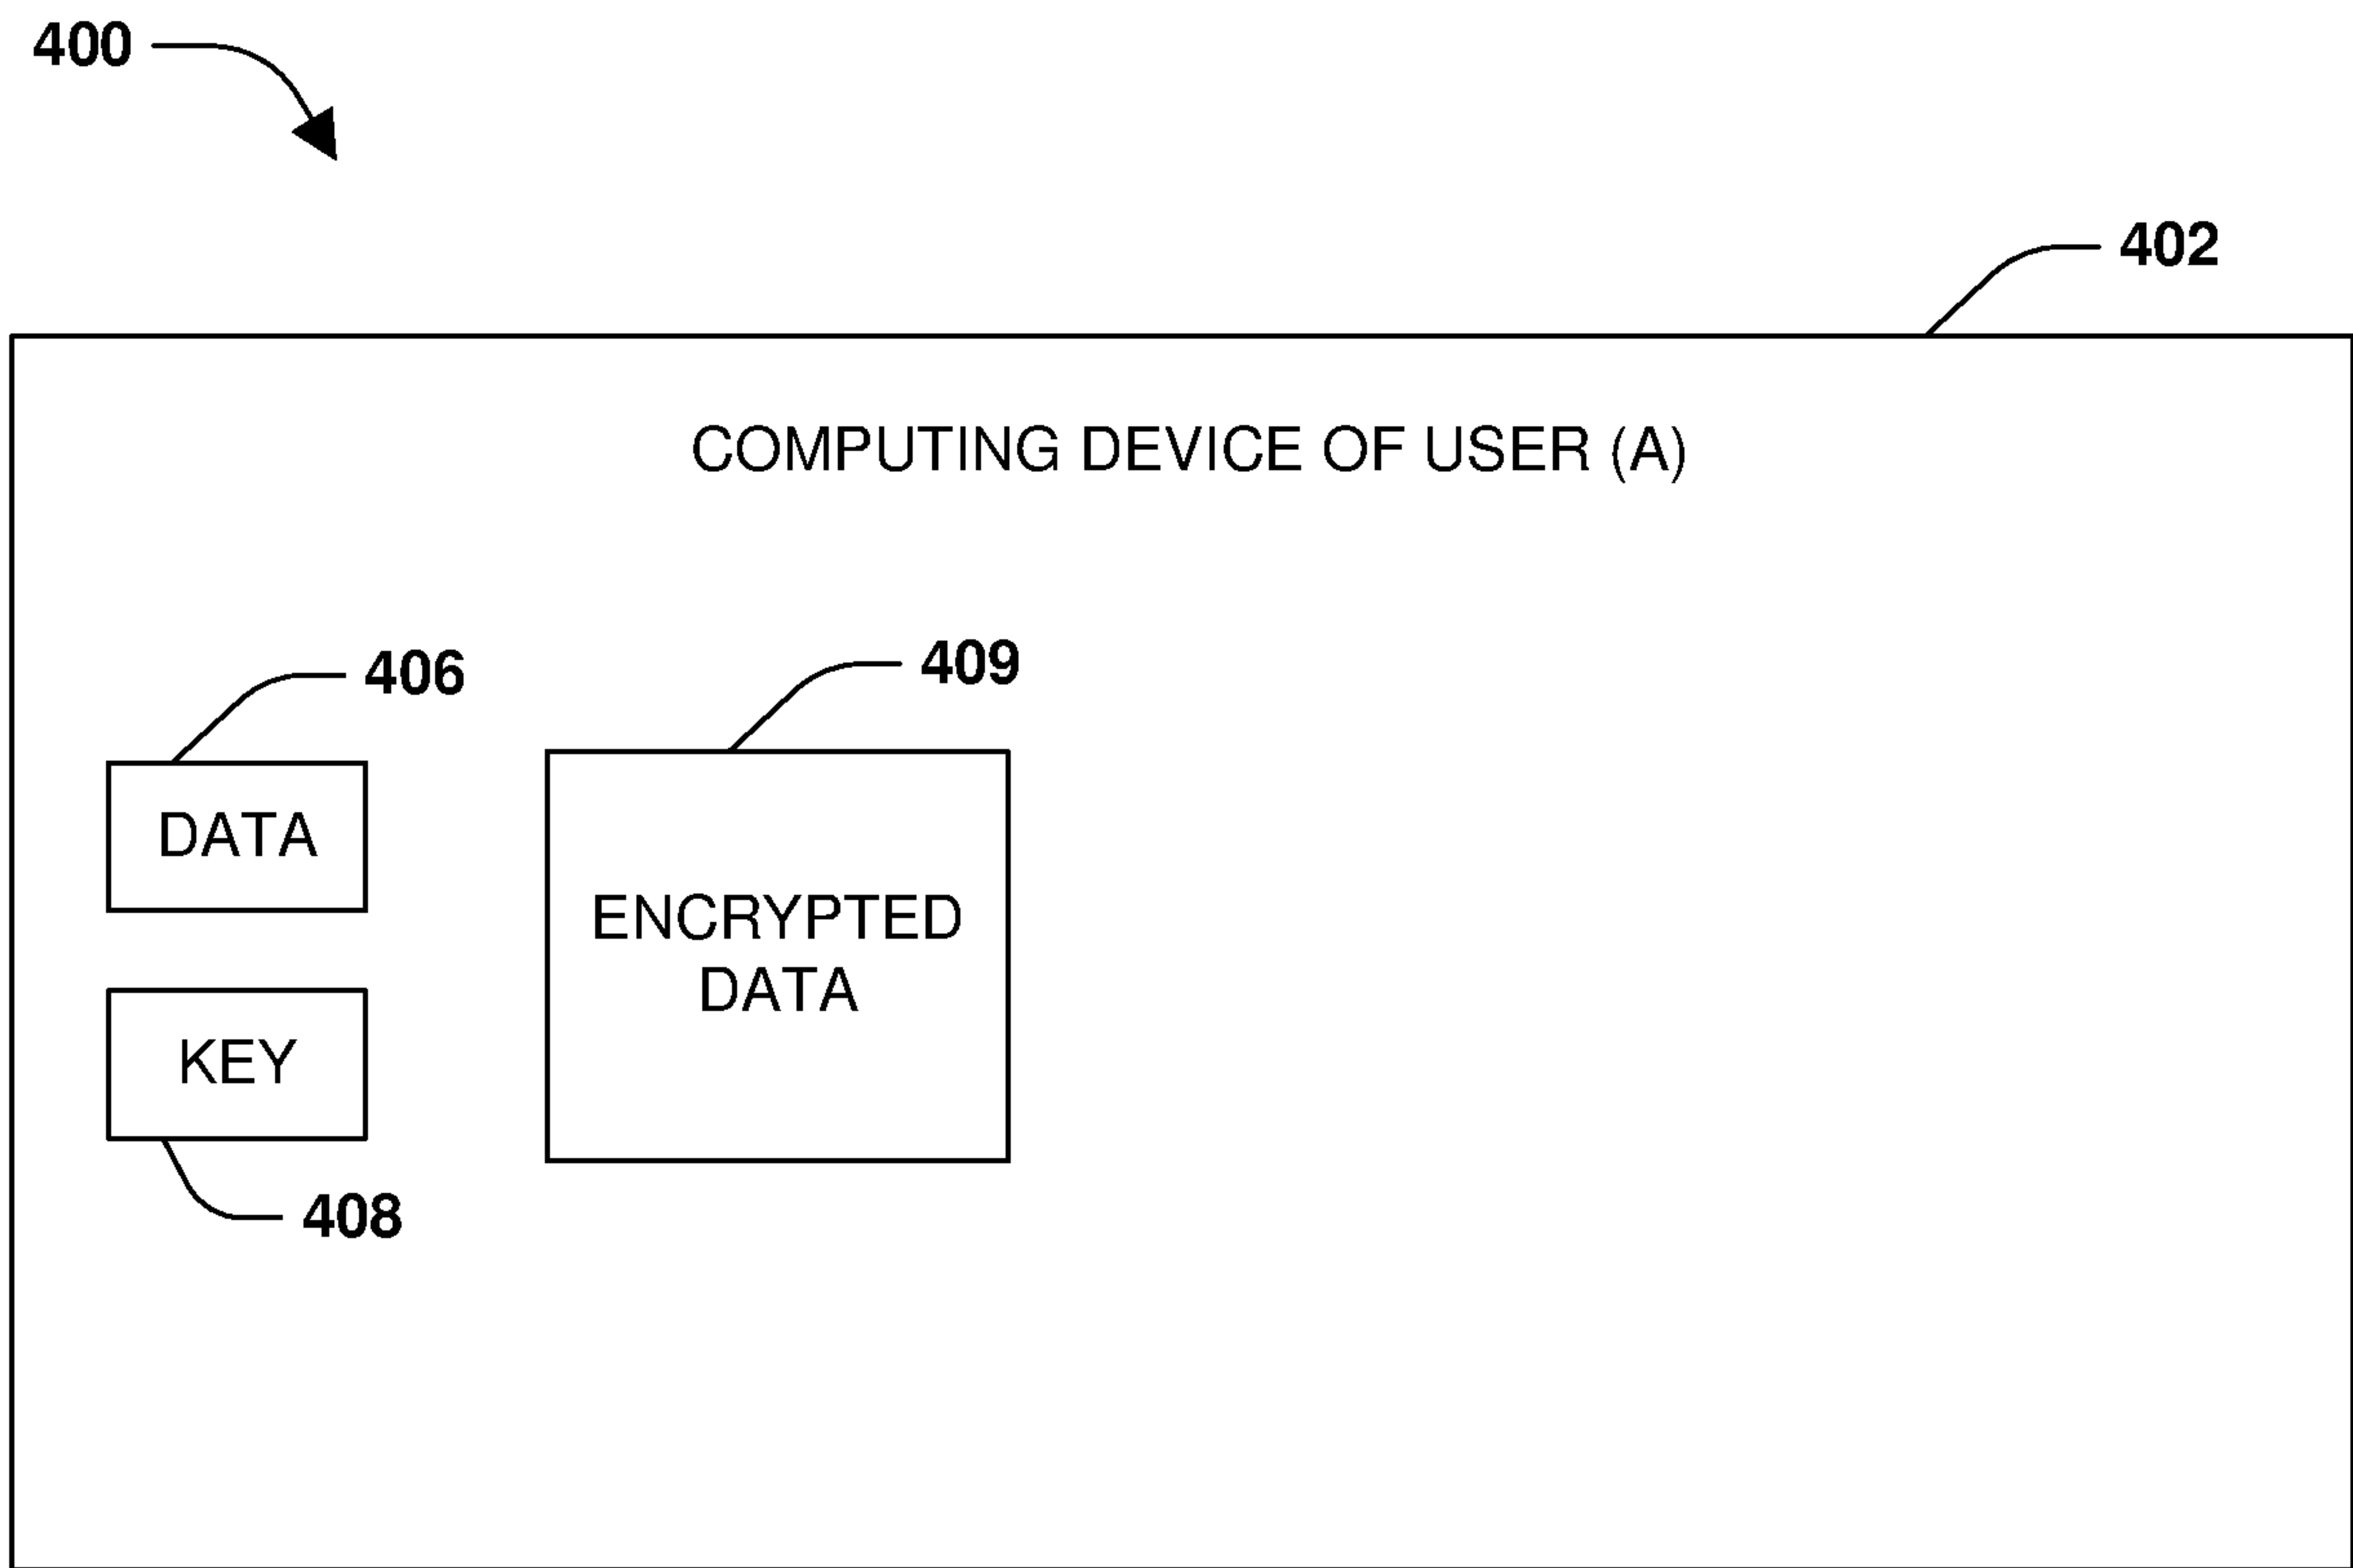 400
402
COMPUTING DEVICE OF USER (A)
406
409
DATA
ENCRYPTED
DATA
KEY
408